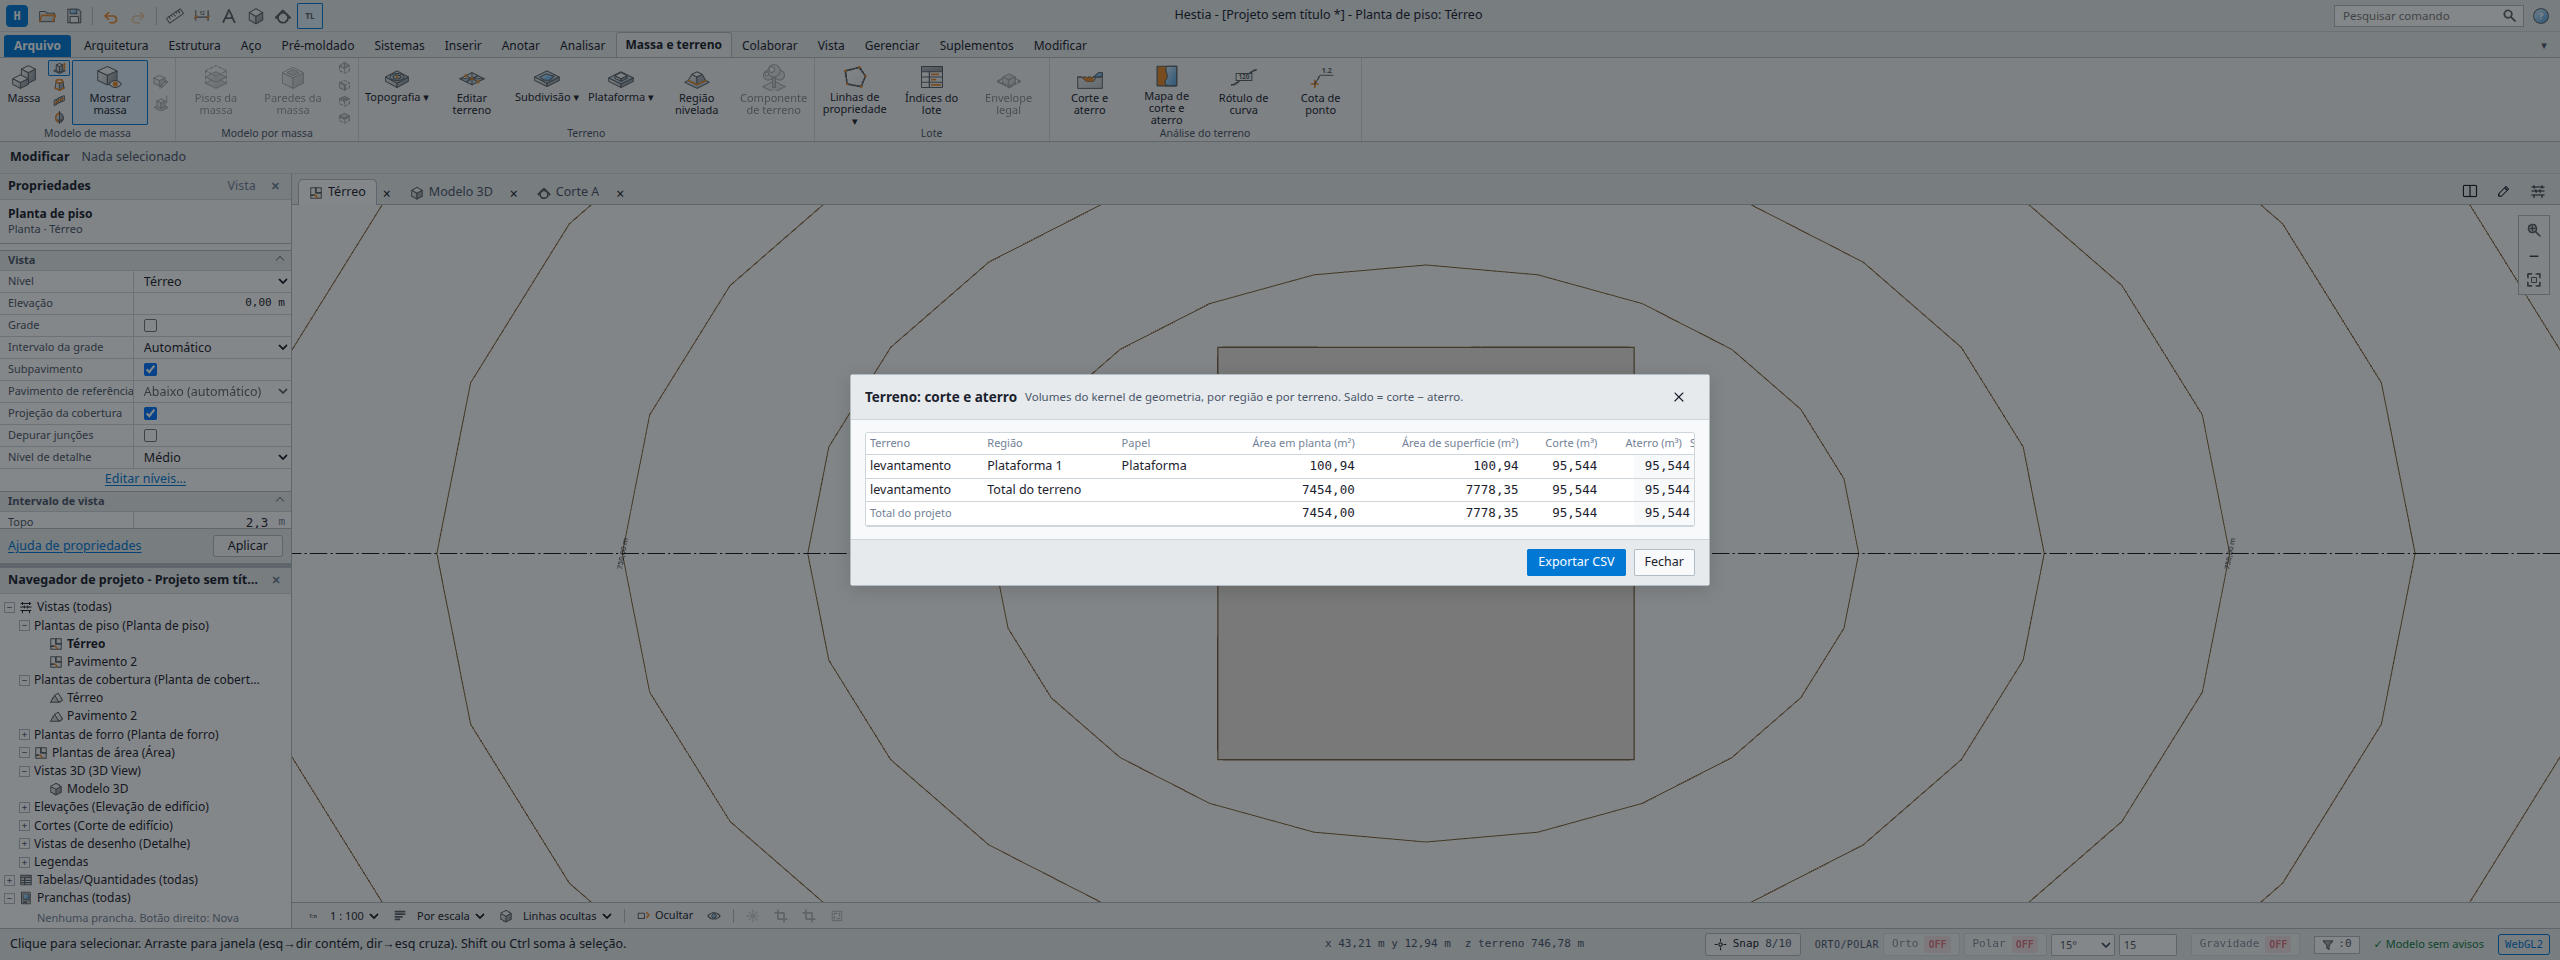 Hestia - [Projeto sem título *] - Planta de piso: Térreo
Pesquisar comando
Arquivo Arquitetura Estrutura Aço Pré-moldado Sistemas Inserir Anotar Analisar Massa e terreno Colaborar Vista Gerenciar Suplementos Modificar
Massa
Mostrar massa
Modelo de massa
Pisos da massa
Paredes da massa
Modelo por massa
Topografia ▾
Editar terreno
Subdivisão ▾
Plataforma ▾
Região nivelada
Componente de terreno
Terreno
Linhas de propriedade ▾
Índices do lote
Envelope legal
Lote
Corte e aterro
Mapa de corte e aterro
Rótulo de curva
Cota de ponto
Análise do terreno
Modificar Nada selecionado
Propriedades Vista ×
Planta de piso
Planta · Térreo
Vista
Nível Térreo
Elevação 0,00 m
Grade
Intervalo da grade Automático
Subpavimento
Pavimento de referência Abaixo (automático)
Projeção da cobertura
Depurar junções
Nível de detalhe Médio
Editar níveis...
Intervalo de vista
Topo 2,3 m
Ajuda de propriedades Aplicar
Navegador de projeto - Projeto sem tít... ×
Vistas (todas)
Plantas de piso (Planta de piso)
Térreo
Pavimento 2
Plantas de cobertura (Planta de cobert...
Térreo
Pavimento 2
Plantas de forro (Planta de forro)
Plantas de área (Área)
Vistas 3D (3D View)
Modelo 3D
Elevações (Elevação de edifício)
Cortes (Corte de edifício)
Vistas de desenho (Detalhe)
Legendas
Tabelas/Quantidades (todas)
Pranchas (todas)
Nenhuma prancha. Botão direito: Nova
Térreo × Modelo 3D × Corte A ×
Terreno: corte e aterro Volumes do kernel de geometria, por região e por terreno. Saldo = corte − aterro.
Terreno Região Papel Área em planta (m²) Área de superfície (m²) Corte (m³) Aterro (m³) S
levantamento Plataforma 1 Plataforma 100,94 100,94 95,544 95,544
levantamento Total do terreno 7454,00 7778,35 95,544 95,544
Total do projeto 7454,00 7778,35 95,544 95,544
Exportar CSV Fechar
1 : 100 Por escala Linhas ocultas Ocultar
Clique para selecionar. Arraste para janela (esq→dir contém, dir→esq cruza). Shift ou Ctrl soma à seleção.
x 43,21 m y 12,94 m z terreno 746,78 m
Snap 8/10 ORTO/POLAR Orto OFF Polar OFF 15° 15 Gravidade OFF :0 ✓ Modelo sem avisos WebGL2